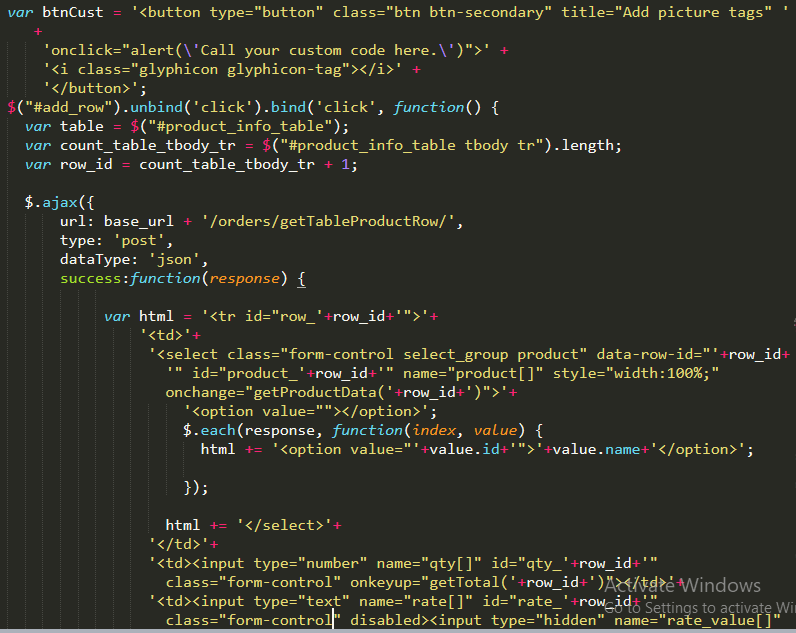 var btnCust = '<button type="button" class="btn btn-secondary" title="Add picture tags" '
+
'onclick="alert(\'Call your custom code here.\')">' +
'<i class="glyphicon glyphicon-tag"></i>' +
'</button>';
$("#add_row").unbind('click').bind('click', function() {
var table = $("#product_info_table");
var count_table_tbody_tr = $("#product_info_table tbody tr").length;
var row_id = count_table_tbody_tr + 1;
$.ajax({
url: base_url + '/orders/getTableProductRow/',
type: 'post',
dataType: 'json',
success:function(response) {
var html = '<tr id="row_'+row_id+'">'+
'<td>'+
'<select class="form-control select_group product" data-row-id="'+row_id+
'" id="product_'+row_id+'" name="product[]" style="width:100%;"
onchange="getProductData('+row_id+')">'+
'<option value=""></option>';
$.each(response, function(index, value) {
html += '<option value="'+value.id+'">'+value.name+'</option>';
});
html += '</select>'+
'</td>'+
'<td><input type="number" name="qty[]" id="qty_'+row_id+'"
class="form-control" onkeyup="getTotal('+row_id+')"></td>'+
Activate Windows
'<td><input type="text" name="rate[]" id="rate_'+row_id+'"
Go to Settings to activate Wi
class="form-control" disabled><input type="hidden" name="rate_value[]"